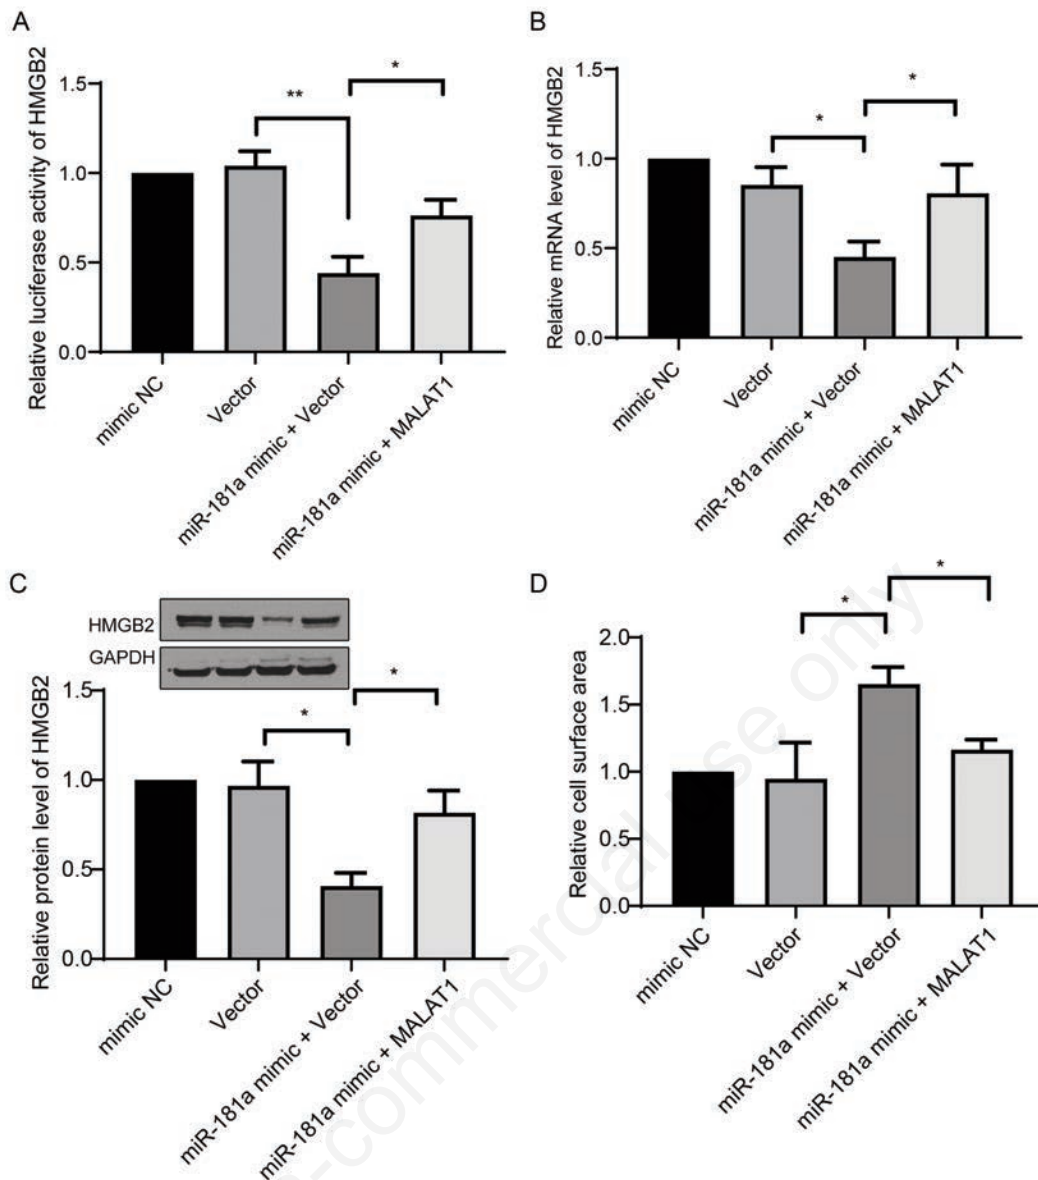 A
Relative luciferase activity of HMGB2
1.5
1.0
0.5
0.0
**
*
mimic NC
Vector
miR-181a mimic + Vector
miR-181a mimic + MALAT1
B
Relative mRNA level of HMGB2
1.5
1.0
0.5
0.0
*
*
mimic NC
Vector
miR-181a mimic + Vector
miR-181a mimic + MALAT1
C
HMGB2
GAPDH
Relative protein level of HMGB2
1.5
1.0
0.5
0.0
*
*
mimic NC
Vector
miR-181a mimic + Vector
miR-181a mimic + MALAT1
D
Relative cell surface area
2.0
1.5
1.0
0.5
0.0
*
*
mimic NC
Vector
miR-181a mimic + Vector
miR-181a mimic + MALAT1
-commercial use only